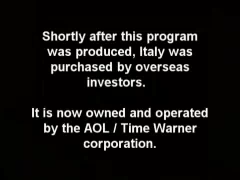 Shortly after this program
was produced, Italy was
purchased by overseas
investors.
It is now owned and operated
by the AOL / Time Warner
corporation.